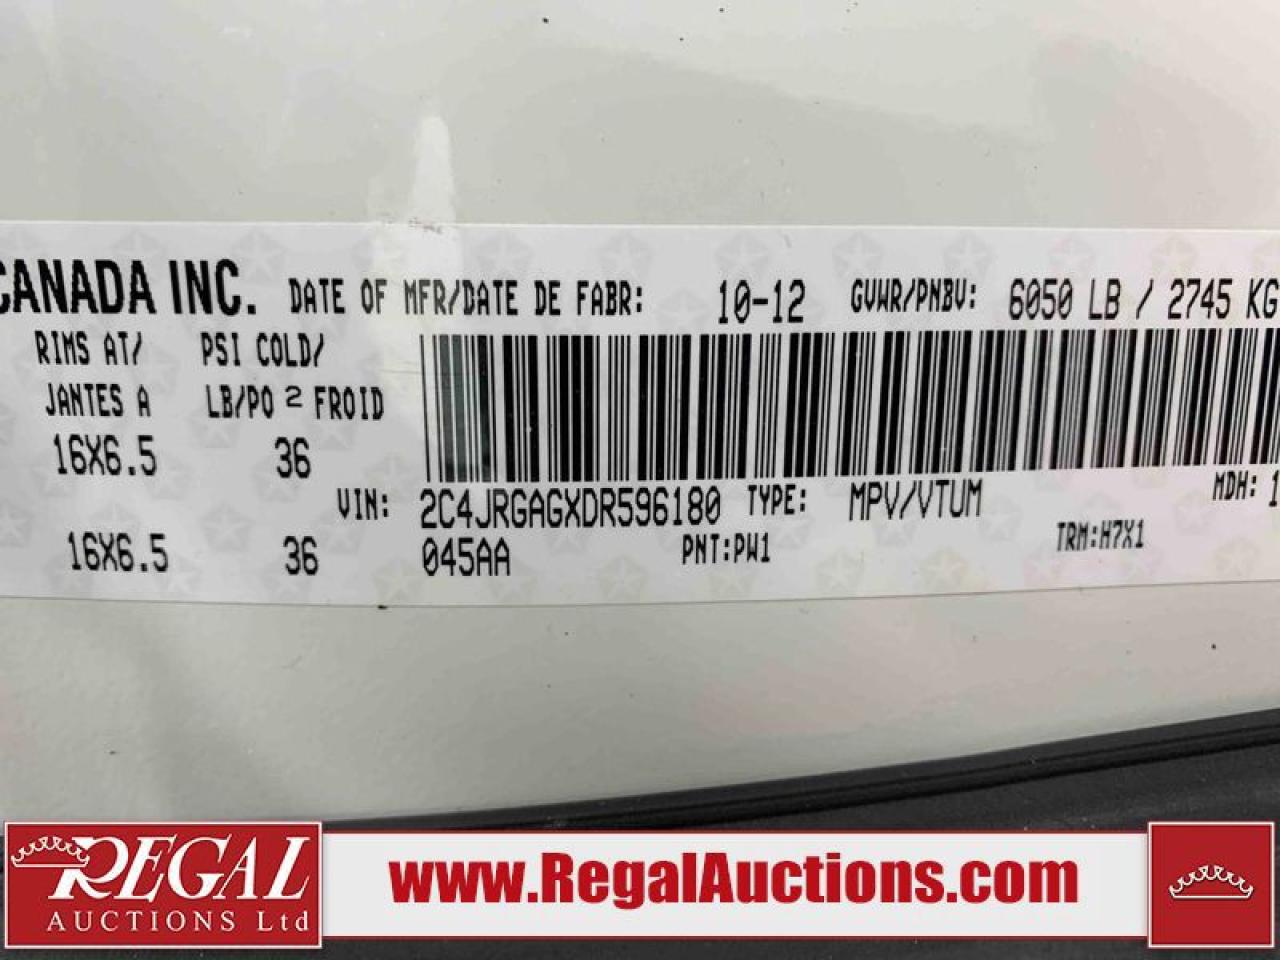 CANADA INC. DATE OF MFR/DATE DE FABR: 10-12 GVWR/PNBV: 6050 LB / 2745 KG
RIMS AT/ PSI COLD/
JANTES A LB/PO 2 FROID
16X6.5 36
VIN: 2C4JRGAGXDR596180 TYPE: MPV/VTUM MDH: 1
16X6.5 36 045AA PNT:PW1 TRM:H7X1
REGAL
AUCTIONS Ltd
www.RegalAuctions.com